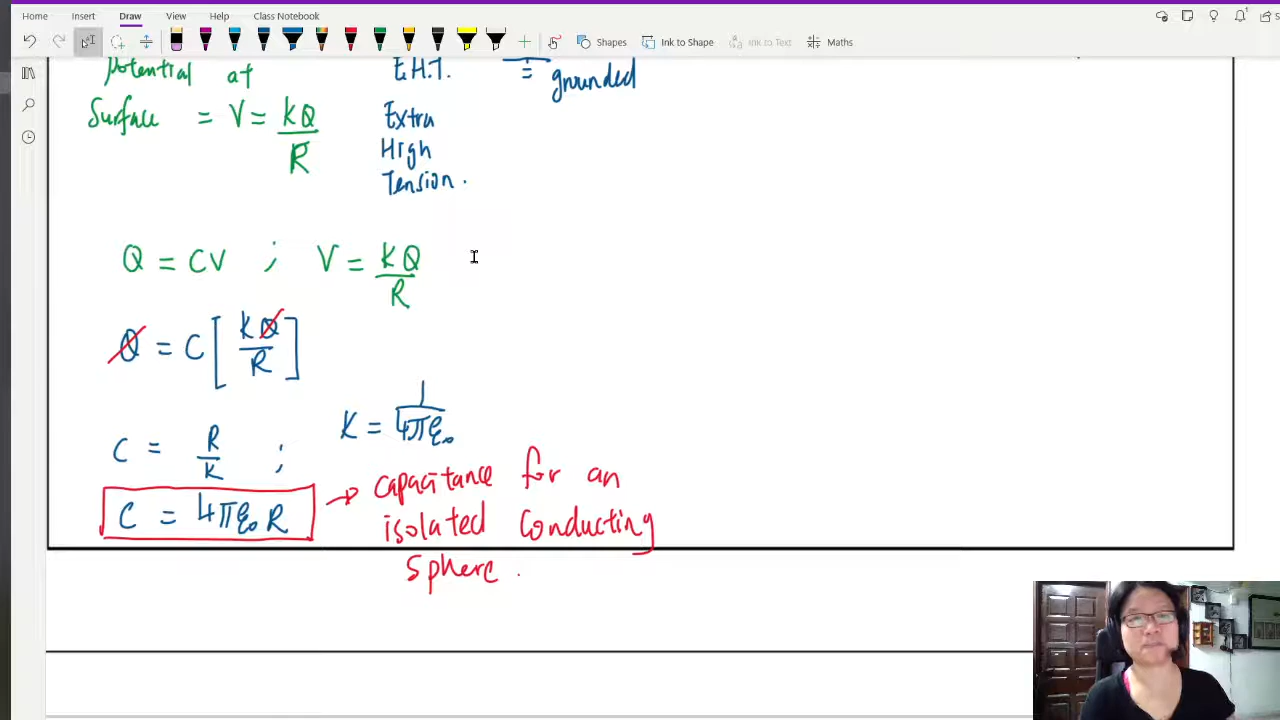 Home Insert Draw View Help Class Notebook
Shapes Ink to Shape Ink to Text Maths
potential at
Surface = V = KQ/R
E.H.T.
Extra
High
Tension.
grounded
Q = CV ; V = KQ/R
Q = C[KQ/R]
C = R/K ; K = 1/4πε₀
C = 4πε₀R → Capacitance for an
isolated conducting
sphere.